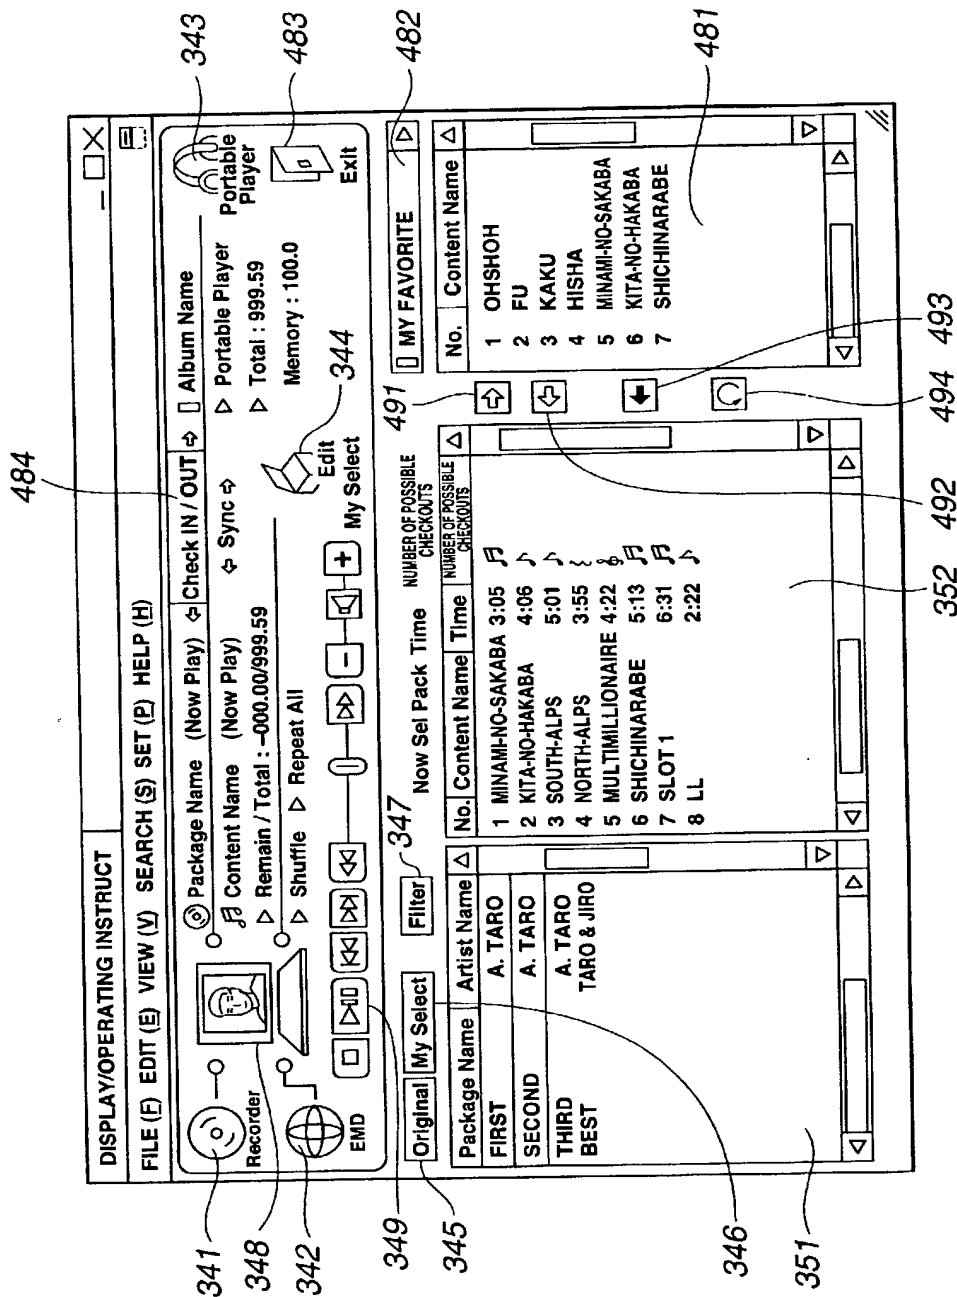 484
343
483
482
481
DISPLAY/OPERATING INSTRUCT
FILE (F) EDIT (E) VIEW (V) SEARCH (S) SET (P) HELP (H)
341
Recorder
348
342
EMD
Package Name (Now Play) Check IN / OUT Album Name
Content Name (Now Play) Sync Portable Player
Remain / Total : –000.00/999.59 Total : 999.59
Shuffle Repeat All Memory : 100.0
Portable
Player
Exit
344
Edit
My Select
349
345
Original My Select Filter
347
Now Sel Pack Time NUMBER OF POSSIBLE
CHECKOUTS
MY FAVORITE
346
351
Package Name Artist Name
FIRST A. TARO
SECOND A. TARO
THIRD A. TARO
BEST TARO & JIRO
No. Content Name Time NUMBER OF POSSIBLE
CHECKOUTS
1 MINAMI-NO-SAKABA 3:05
2 KITA-NO-HAKABA 4:06
3 SOUTH-ALPS 5:01
4 NORTH-ALPS 3:55
5 MULTIMILLIONAIRE 4:22
6 SHICHINARABE 5:13
7 SLOT 1 6:31
8 LL 2:22
352
491
492
493
494
No. Content Name
1 OHSHOH
2 FU
3 KAKU
4 HISHA
5 MINAMI-NO-SAKABA
6 KITA-NO-HAKABA
7 SHICHINARABE